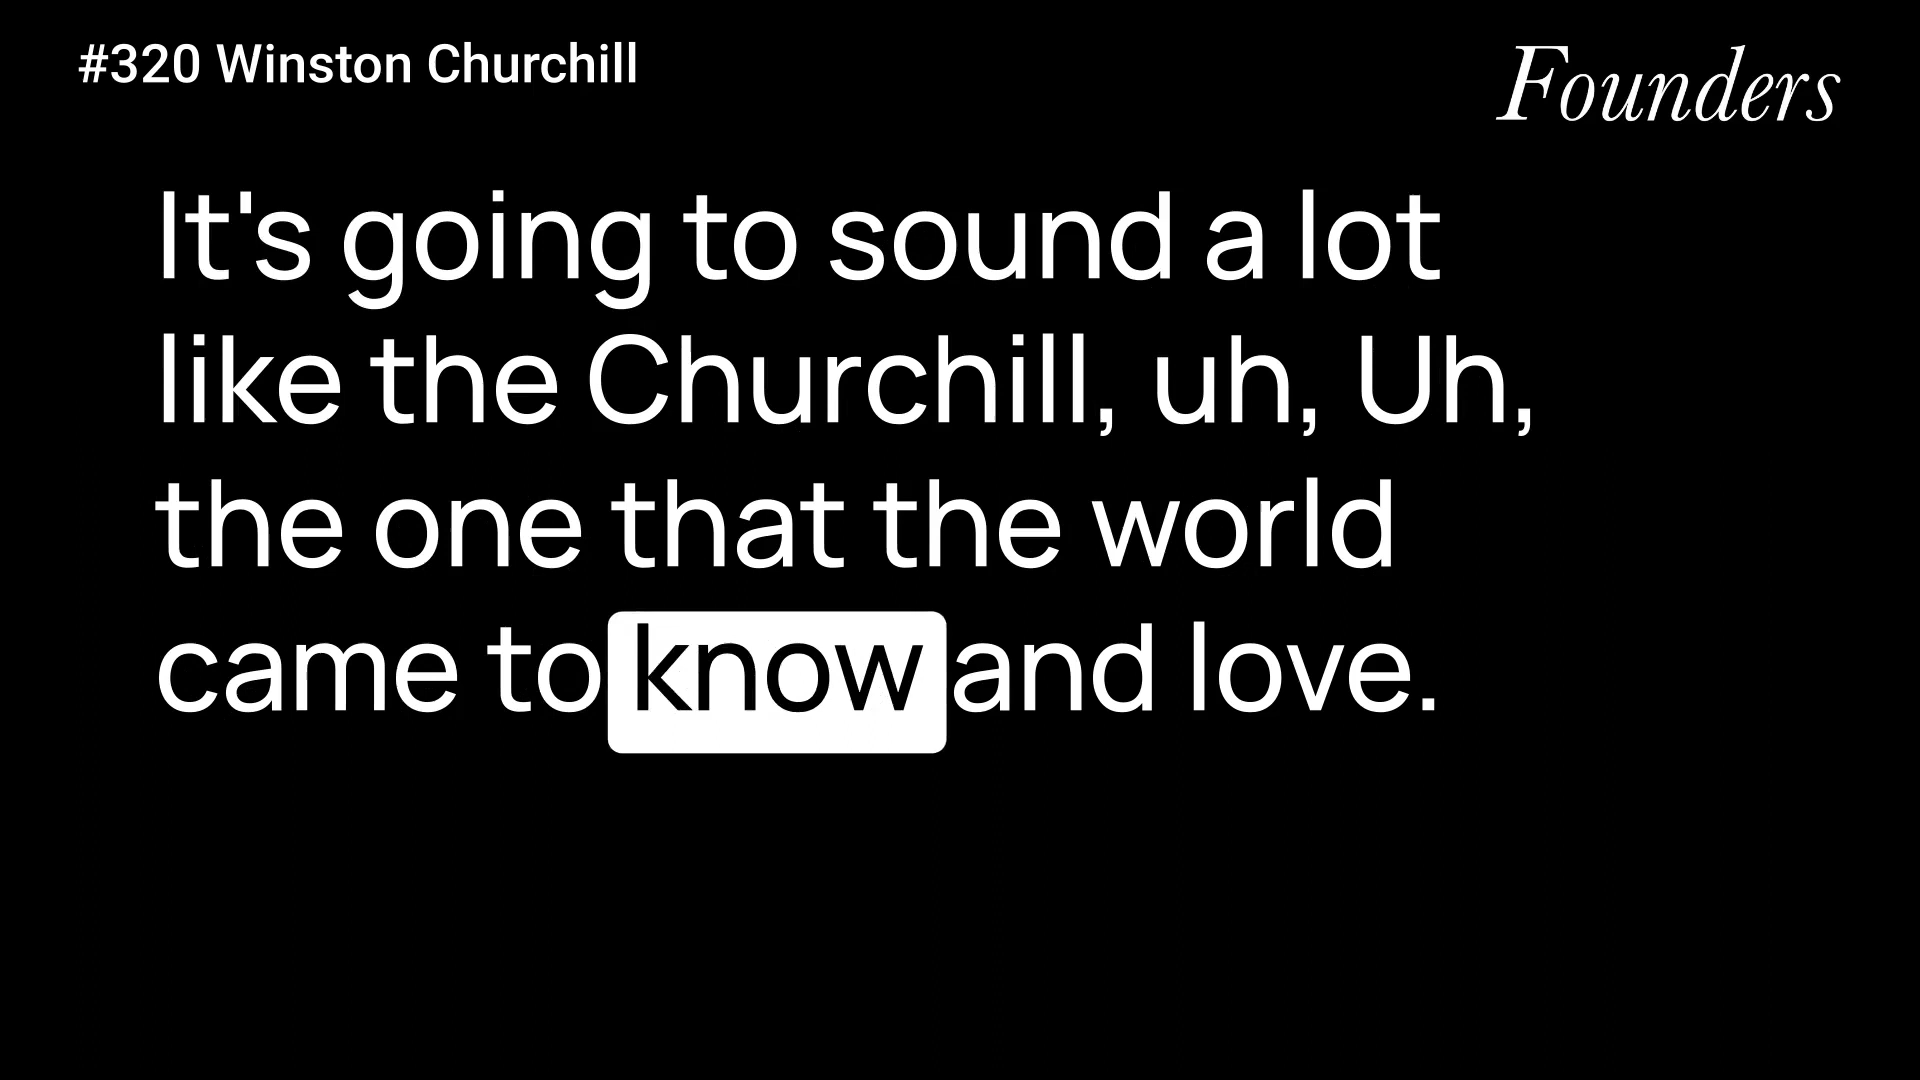 #320 Winston Churchill
Founders
It's going to sound a lot
like the Churchill, uh, Uh,
the one that the world
came to know and love.